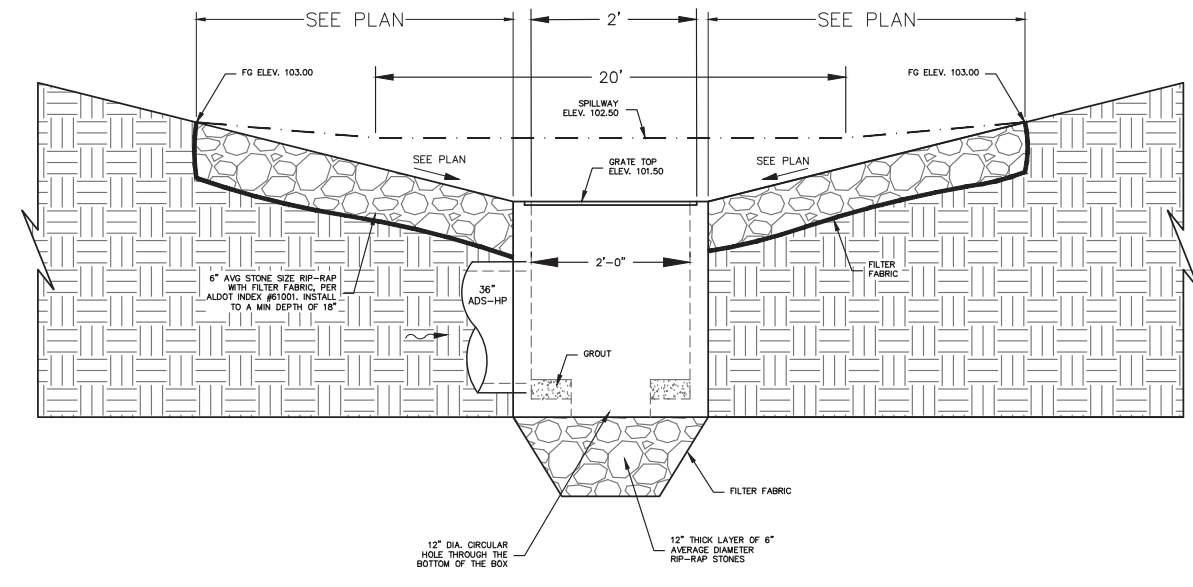 SEE PLAN
2'
SEE PLAN
FG ELEV. 103.00
20'
FG ELEV. 103.00
SPILLWAY
ELEV. 102.50
SEE PLAN
GRATE TOP
ELEV. 101.50
SEE PLAN
6" AVG STONE SIZE RIP-RAP
WITH FILTER FABRIC, PER
ALDOT INDEX #61001. INSTALL
TO A MIN DEPTH OF 18"
2'-0"
FILTER
FABRIC
36"
ADS-HP
GROUT
FILTER FABRIC
12" DIA. CIRCULAR
HOLE THROUGH THE
BOTTOM OF THE BOX
12" THICK LAYER OF 6"
AVERAGE DIAMETER
RIP-RAP STONES